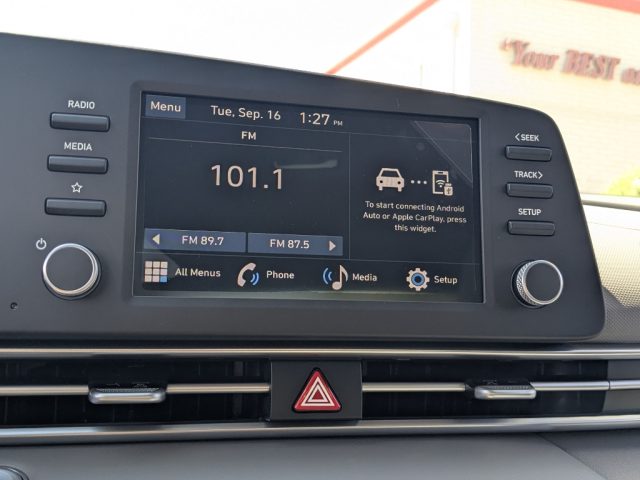 "Your BEST
RADIO
MEDIA
Menu
Tue, Sep. 16
1:27 PM
FM
101.1
FM 89.7
FM 87.5
To start connecting Android
Auto or Apple CarPlay, press
this widget.
All Menus
Phone
Media
Setup
< SEEK
TRACK >
SETUP